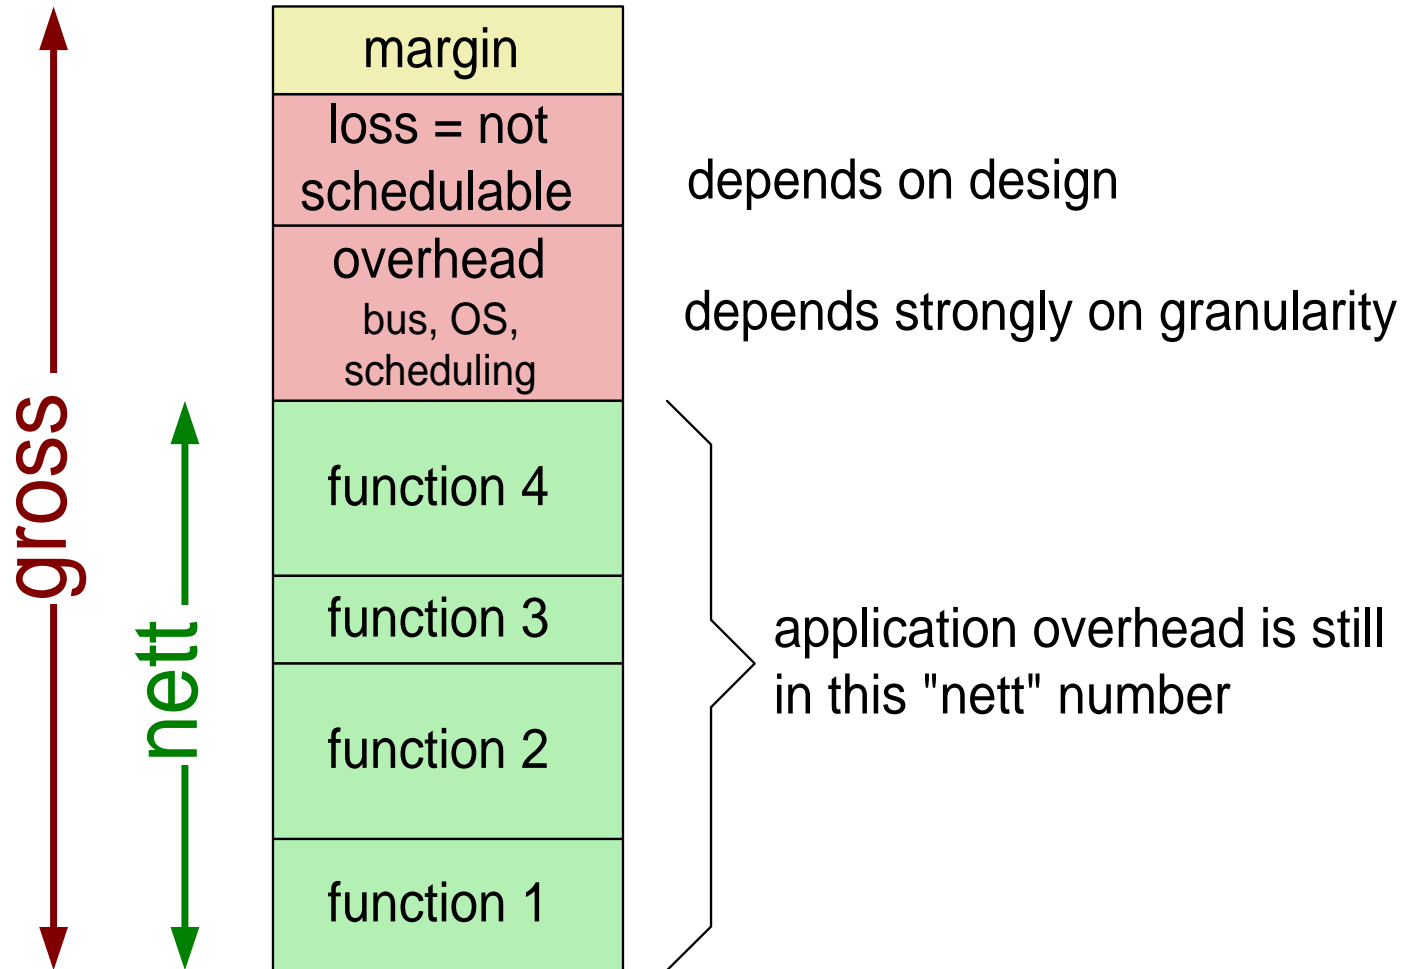 gross
nett
margin
loss = not
schedulable
depends on design
overhead
bus, OS,
scheduling
depends strongly on granularity
function 4
function 3
function 2
function 1
application overhead is still
in this "nett" number